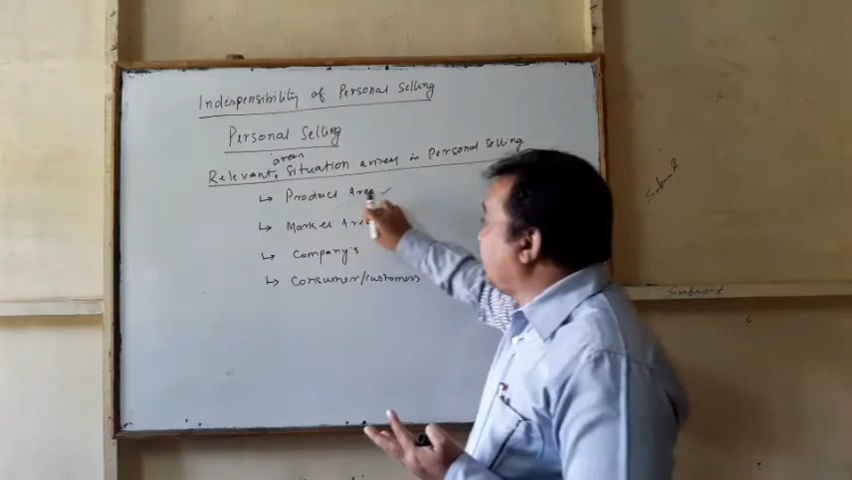 Indispensibility of Personal Selling
Personal Selling
areas
Relevant, Situation arises in Personal Selling
↳ Product Area ✓
↳ Market Area
↳ Company's
↳ Consumer/customers